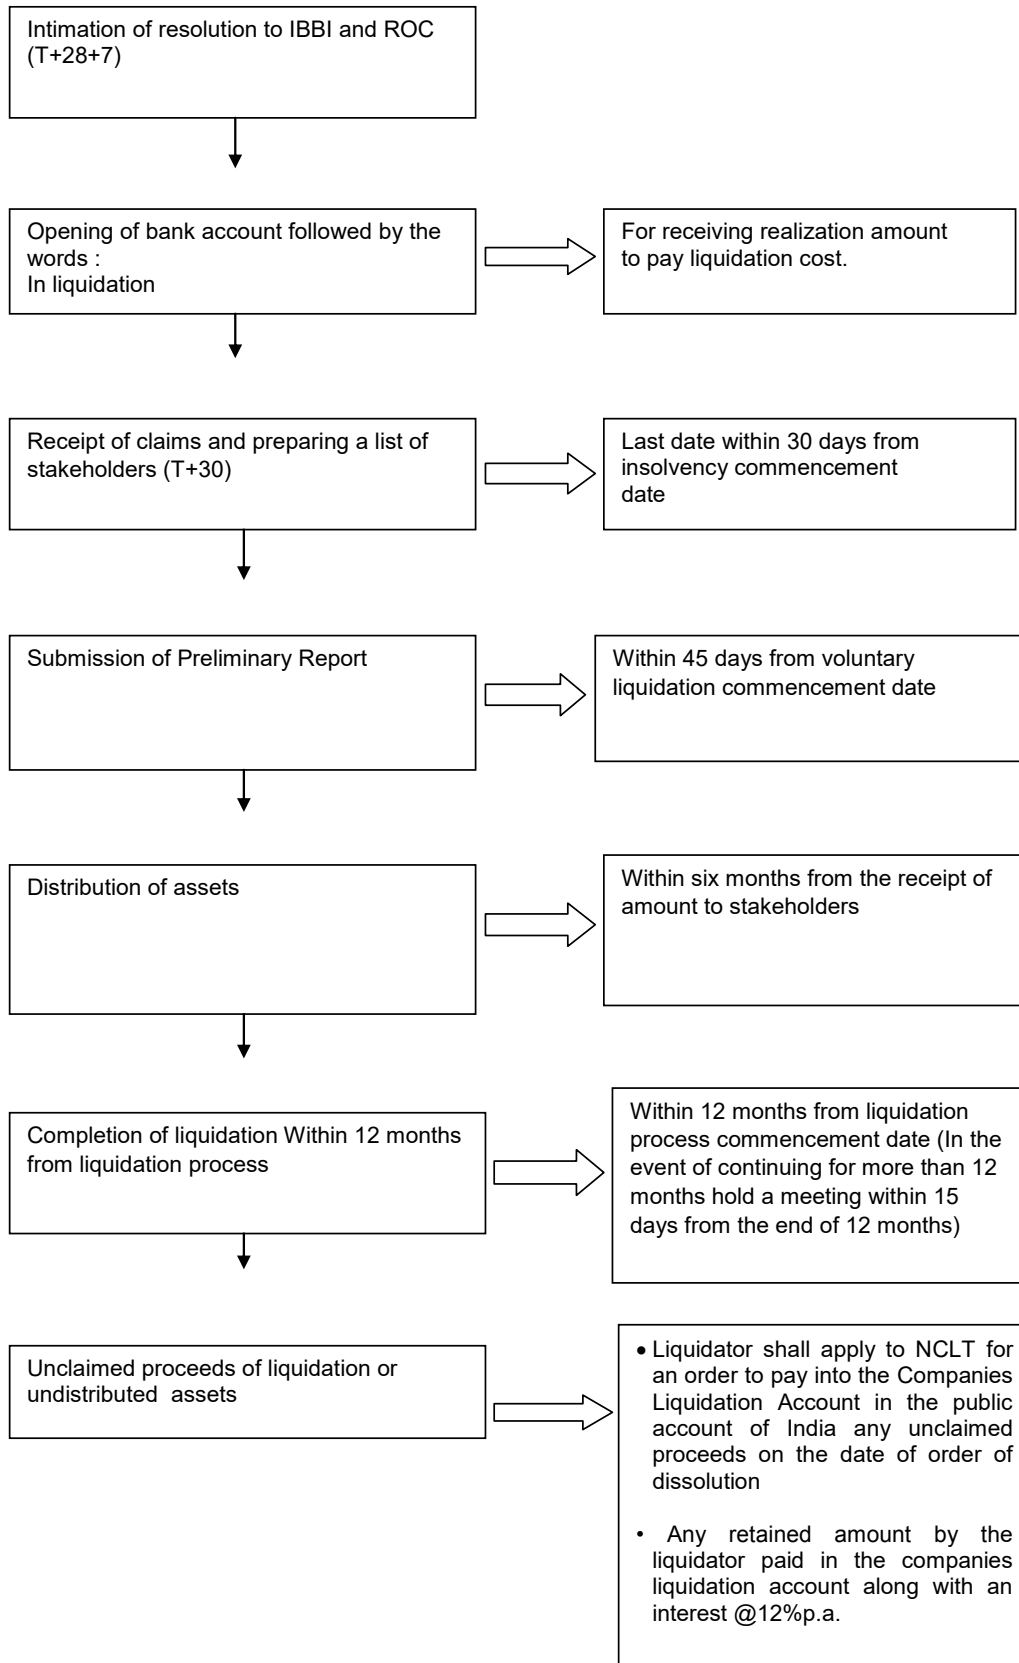 Intimation of resolution to IBBI and ROC
(T+28+7)
Opening of bank account followed by the
words :
In liquidation
For receiving realization amount
to pay liquidation cost.
Receipt of claims and preparing a list of
stakeholders (T+30)
Last date within 30 days from
insolvency commencement
date
Submission of Preliminary Report
Within 45 days from voluntary
liquidation commencement date
Distribution of assets
Within six months from the receipt of
amount to stakeholders
Completion of liquidation Within 12 months
from liquidation process
Within 12 months from liquidation
process commencement date (In the
event of continuing for more than 12
months hold a meeting within 15
days from the end of 12 months)
Unclaimed proceeds of liquidation or
undistributed assets
• Liquidator shall apply to NCLT for
an order to pay into the Companies
Liquidation Account in the public
account of India any unclaimed
proceeds on the date of order of
dissolution
• Any retained amount by the
liquidator paid in the companies
liquidation account along with an
interest @12%p.a.